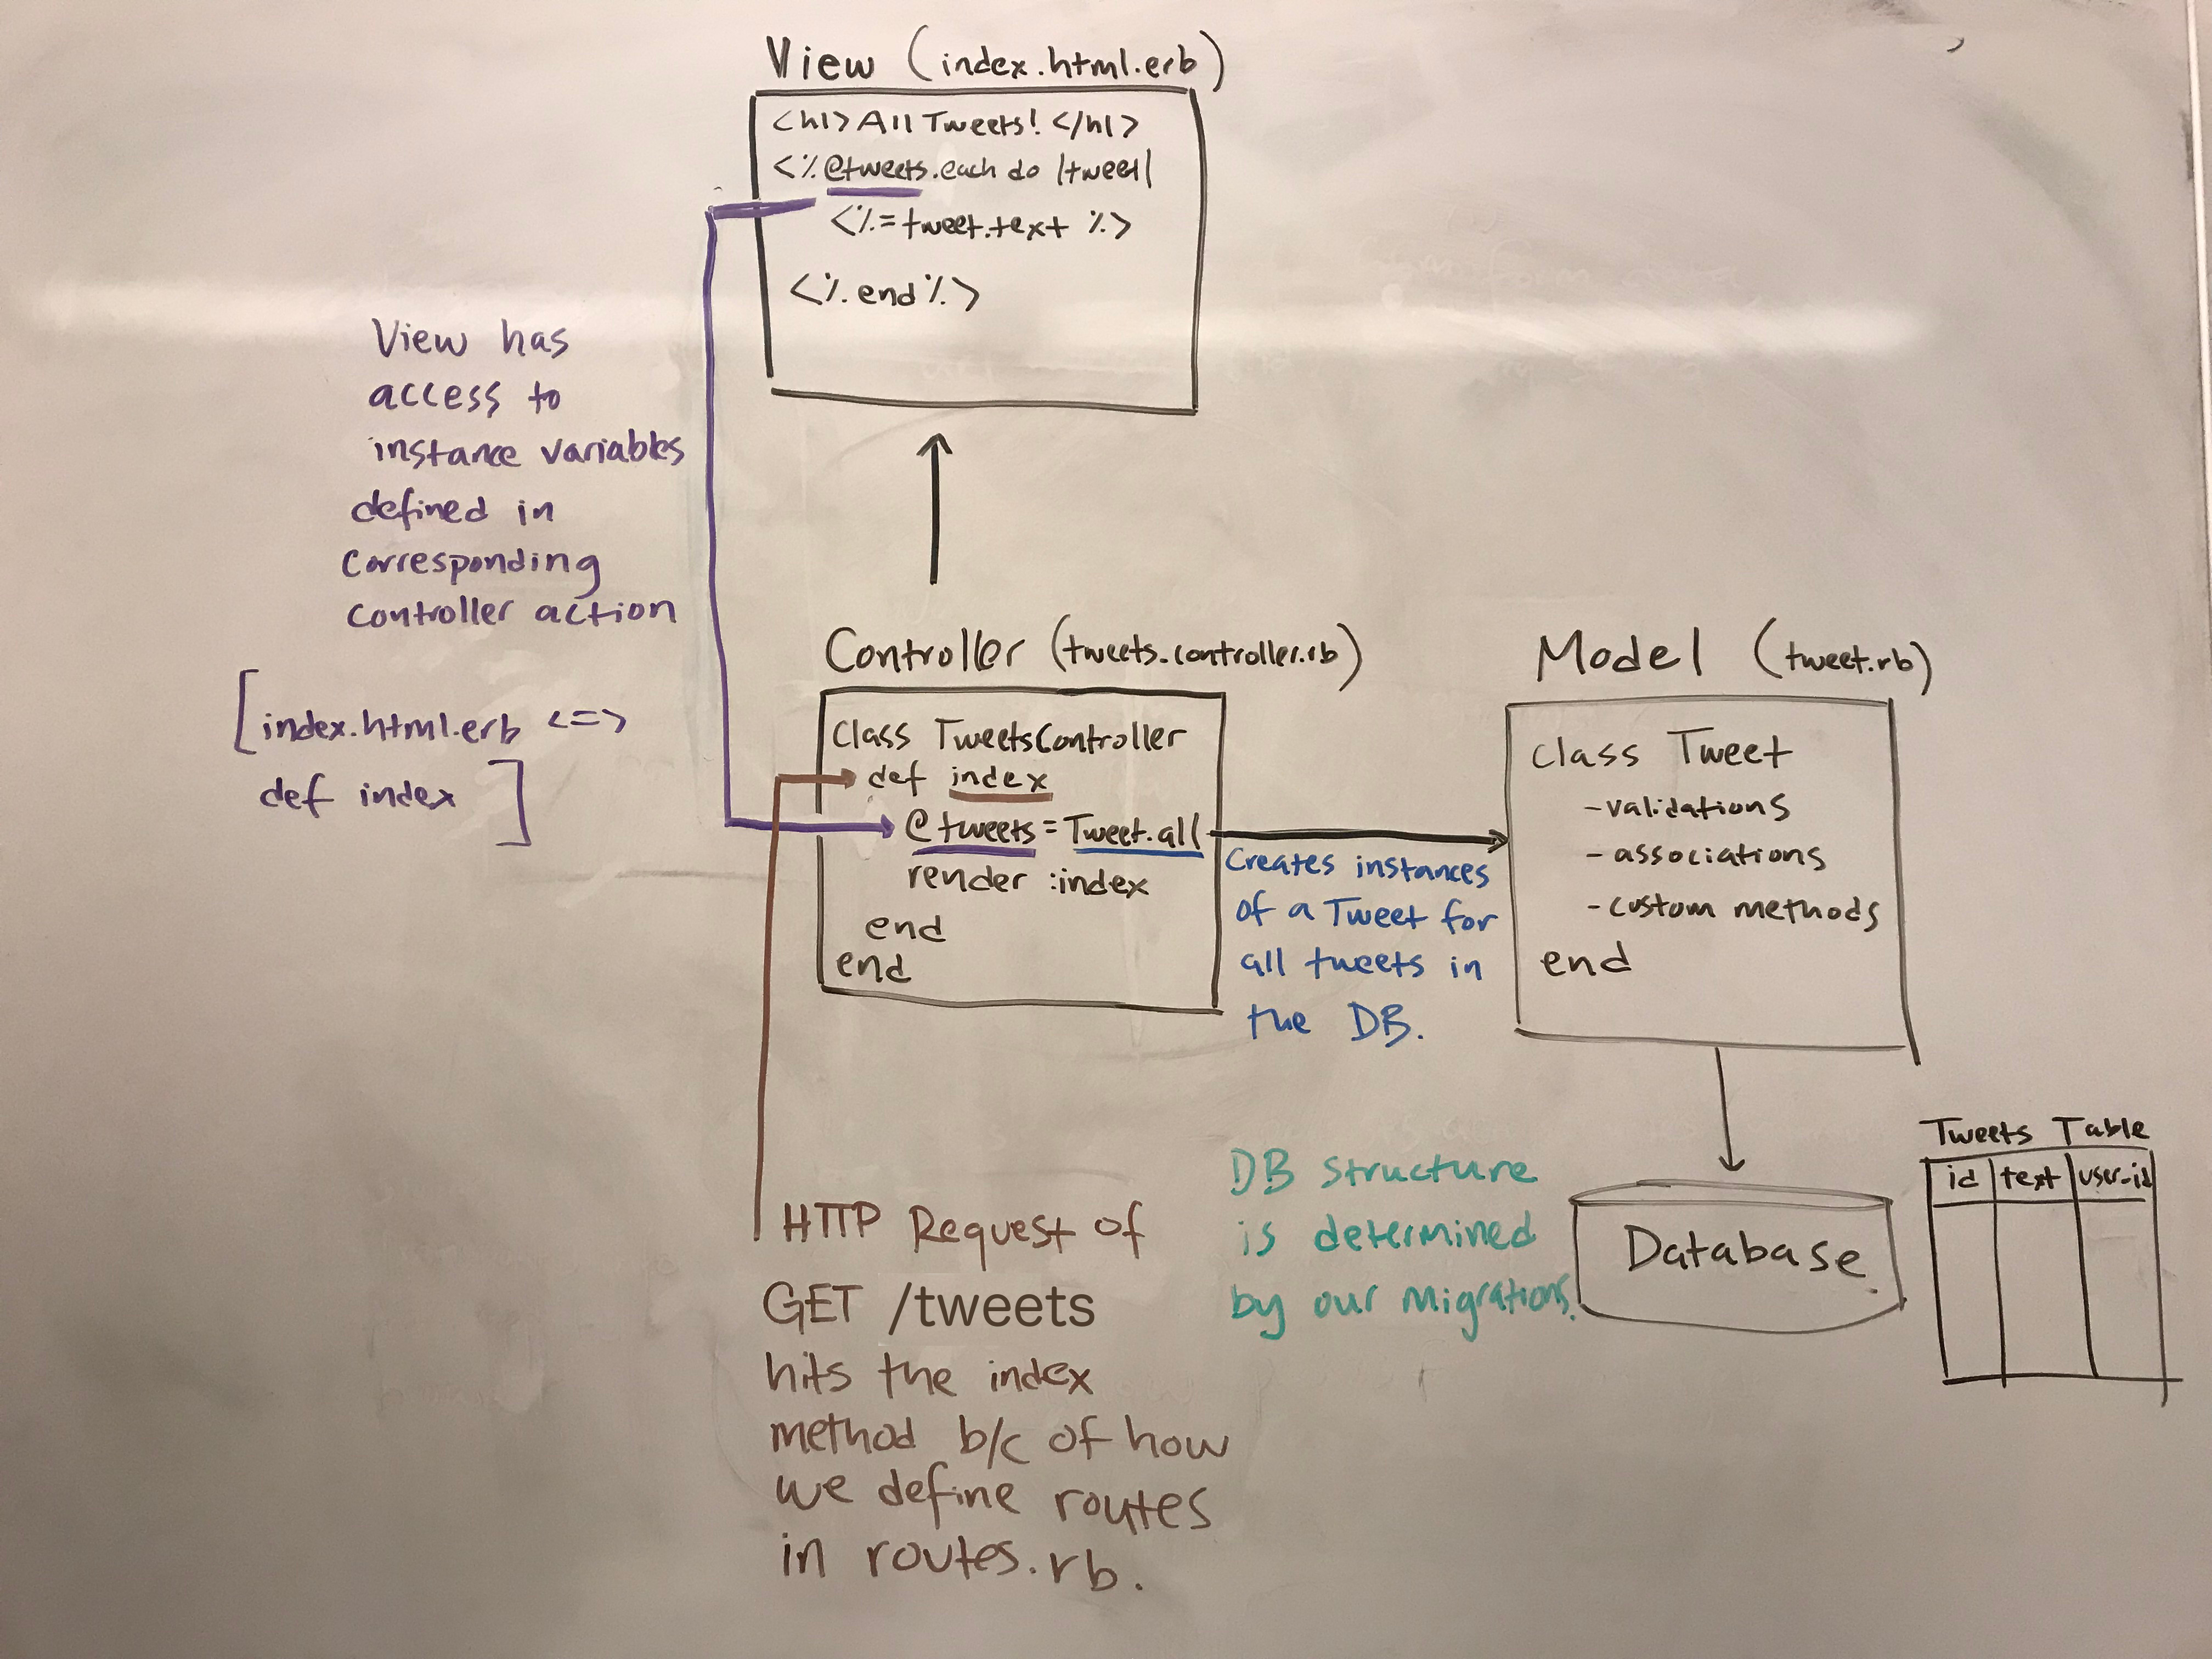 View (index.html.erb)
<h1>All Tweets!</h1>
<%@tweets.each do |tweet|
<%=tweet.text %>
<%.end%>
View has
access to
instance variables
defined in
corresponding
controller action
[index.html.erb <=>
def index]
Controller (tweets.controller.rb)
Class TweetsController
def index
@tweets = Tweet.all
render :index
end
end
Creates instances
of a Tweet for
all tweets in
the DB.
Model (tweet.rb)
class Tweet
-validations
-associations
-custom methods
end
HTTP Request of
GET /tweets
hits the index
method b/c of how
we define routes
in routes.rb.
DB structure
is determined
by our migrations.
Database
Tweets Table
id text user-id